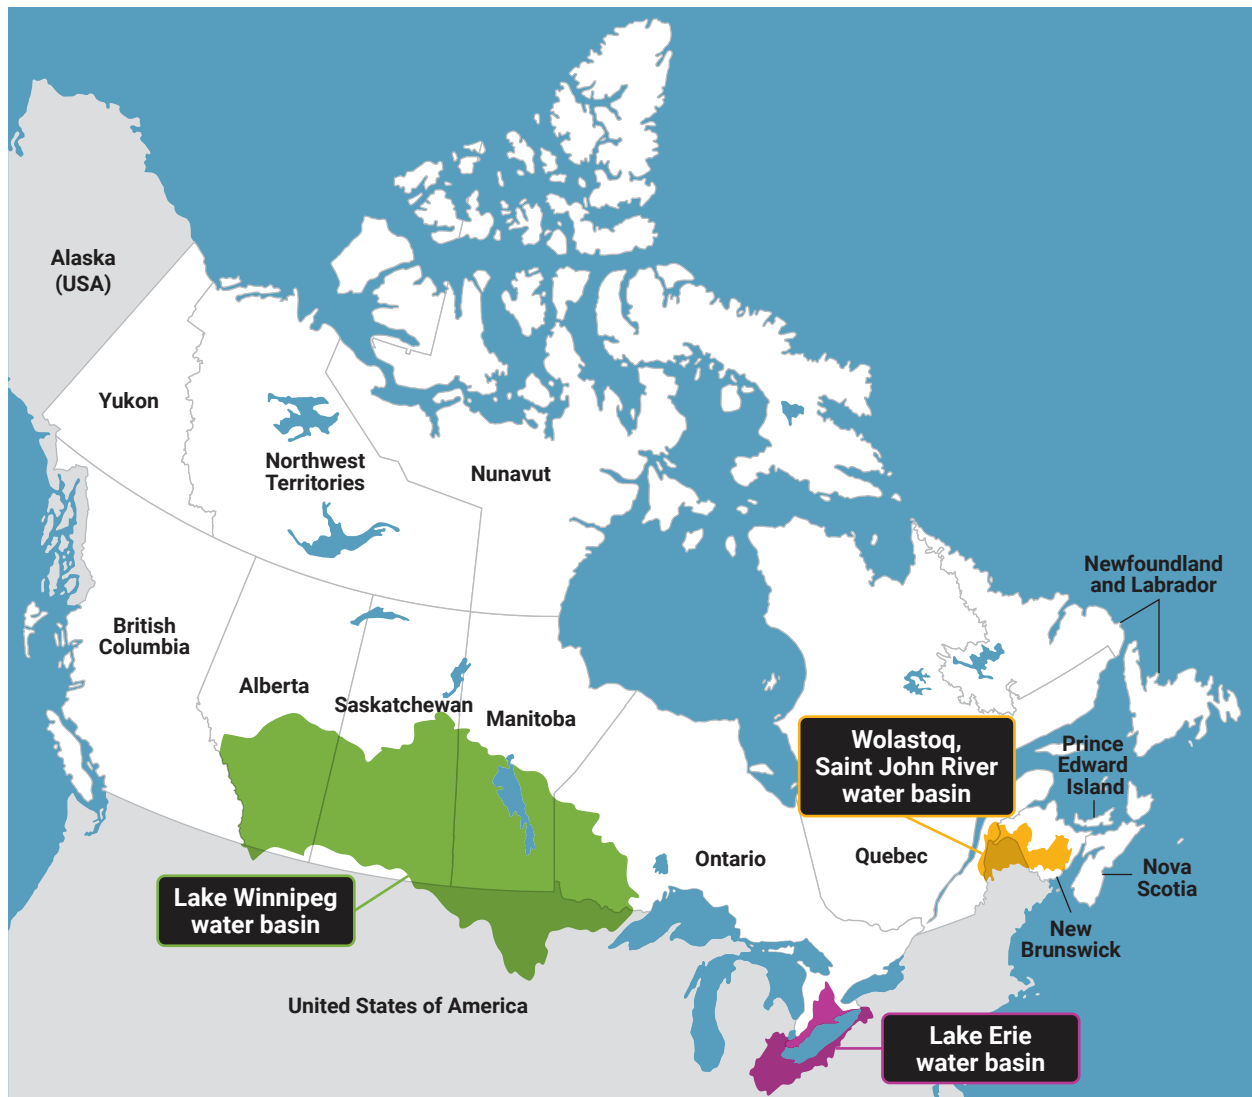 Alaska
(USA)
Yukon
Northwest
Territories
Nunavut
Newfoundland
and Labrador
British
Columbia
Alberta
Saskatchewan
Manitoba
Wolastoq,
Saint John River
water basin
Prince
Edward
Island
Ontario
Quebec
Nova
Scotia
Lake Winnipeg
water basin
New
Brunswick
United States of America
Lake Erie
water basin